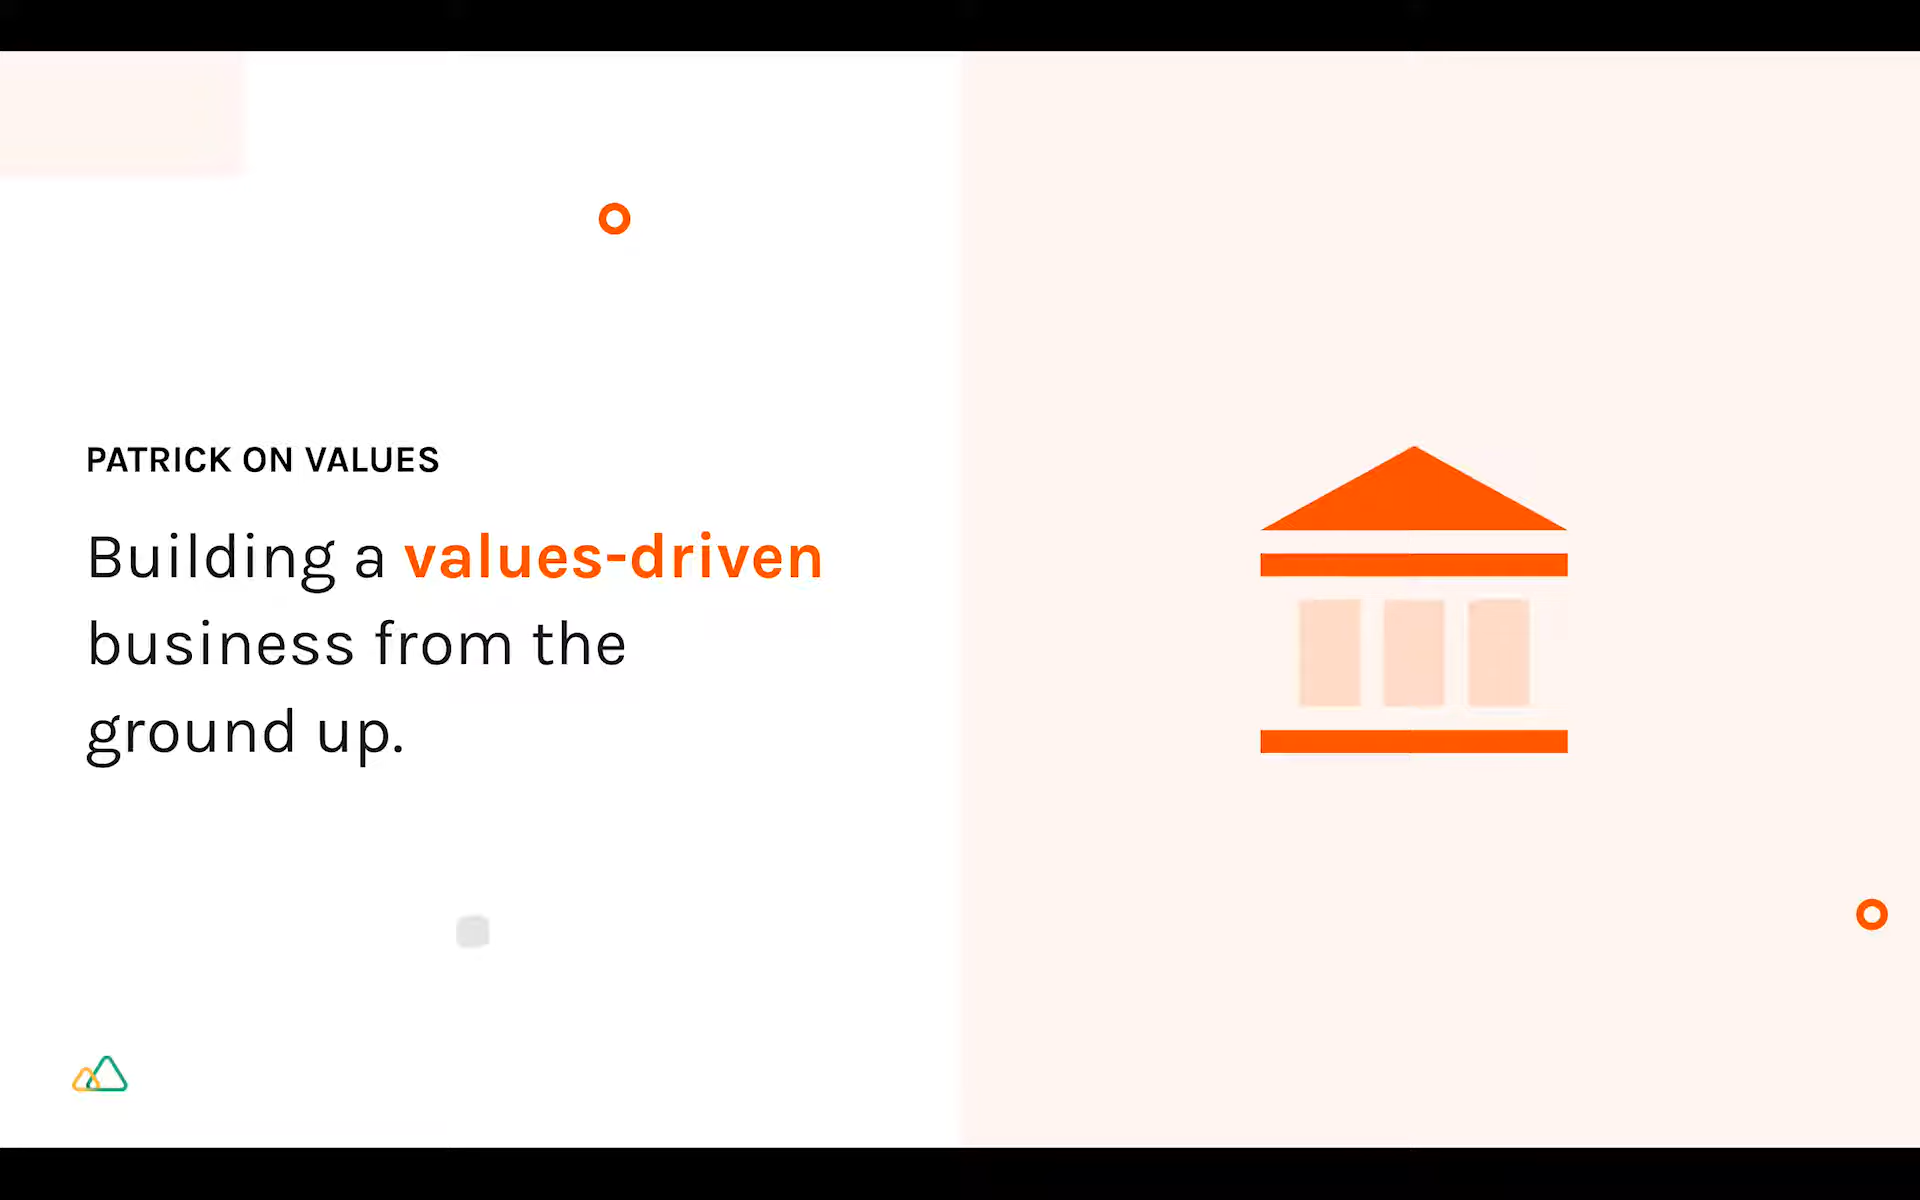 PATRICK ON VALUES
Building a values-driven
business from the
ground up.